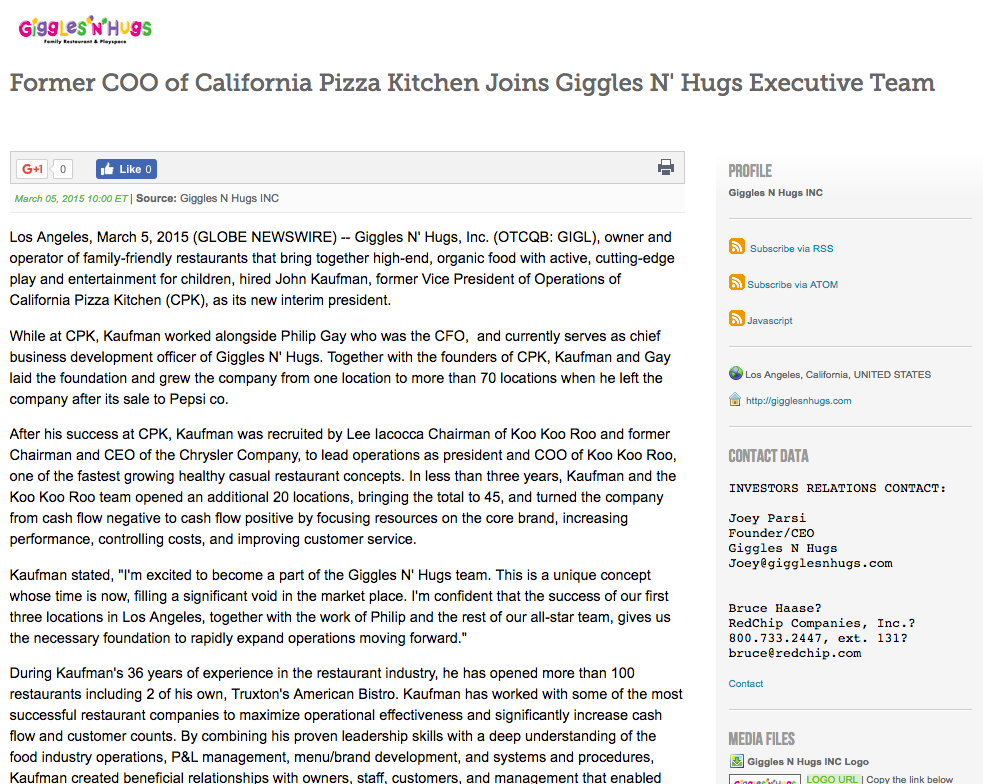 Giggles'N'Hugs
Family Restaurant & Playspace
Former COO of California Pizza Kitchen Joins Giggles N' Hugs Executive Team
G+1 0 Like 0
March 05, 2015 10:00 ET | Source: Giggles N Hugs INC
Los Angeles, March 5, 2015 (GLOBE NEWSWIRE) -- Giggles N' Hugs, Inc. (OTCQB: GIGL), owner and
operator of family-friendly restaurants that bring together high-end, organic food with active, cutting-edge
play and entertainment for children, hired John Kaufman, former Vice President of Operations of
California Pizza Kitchen (CPK), as its new interim president.
While at CPK, Kaufman worked alongside Philip Gay who was the CFO,  and currently serves as chief
business development officer of Giggles N' Hugs. Together with the founders of CPK, Kaufman and Gay
laid the foundation and grew the company from one location to more than 70 locations when he left the
company after its sale to Pepsi co.
After his success at CPK, Kaufman was recruited by Lee Iacocca Chairman of Koo Koo Roo and former
Chairman and CEO of the Chrysler Company, to lead operations as president and COO of Koo Koo Roo,
one of the fastest growing healthy casual restaurant concepts. In less than three years, Kaufman and the
Koo Koo Roo team opened an additional 20 locations, bringing the total to 45, and turned the company
from cash flow negative to cash flow positive by focusing resources on the core brand, increasing
performance, controlling costs, and improving customer service.
Kaufman stated, "I'm excited to become a part of the Giggles N' Hugs team. This is a unique concept
whose time is now, filling a significant void in the market place. I'm confident that the success of our first
three locations in Los Angeles, together with the work of Philip and the rest of our all-star team, gives us
the necessary foundation to rapidly expand operations moving forward."
During Kaufman's 36 years of experience in the restaurant industry, he has opened more than 100
restaurants including 2 of his own, Truxton's American Bistro. Kaufman has worked with some of the most
successful restaurant companies to maximize operational effectiveness and significantly increase cash
flow and customer counts. By combining his proven leadership skills with a deep understanding of the
food industry operations, P&L management, menu/brand development, and systems and procedures,
Kaufman created beneficial relationships with owners, staff, customers, and management that enabled
PROFILE
Giggles N Hugs INC
Subscribe via RSS
Subscribe via ATOM
Javascript
Los Angeles, California, UNITED STATES
http://gigglesnhugs.com
CONTACT DATA
INVESTORS RELATIONS CONTACT:
Joey Parsi
Founder/CEO
Giggles N Hugs
Joey@gigglesnhugs.com
Bruce Haase?
RedChip Companies, Inc.?
800.733.2447, ext. 131?
bruce@redchip.com
Contact
MEDIA FILES
Giggles N Hugs INC Logo
Giggles'N'Hugs LOGO URL | Copy the link below